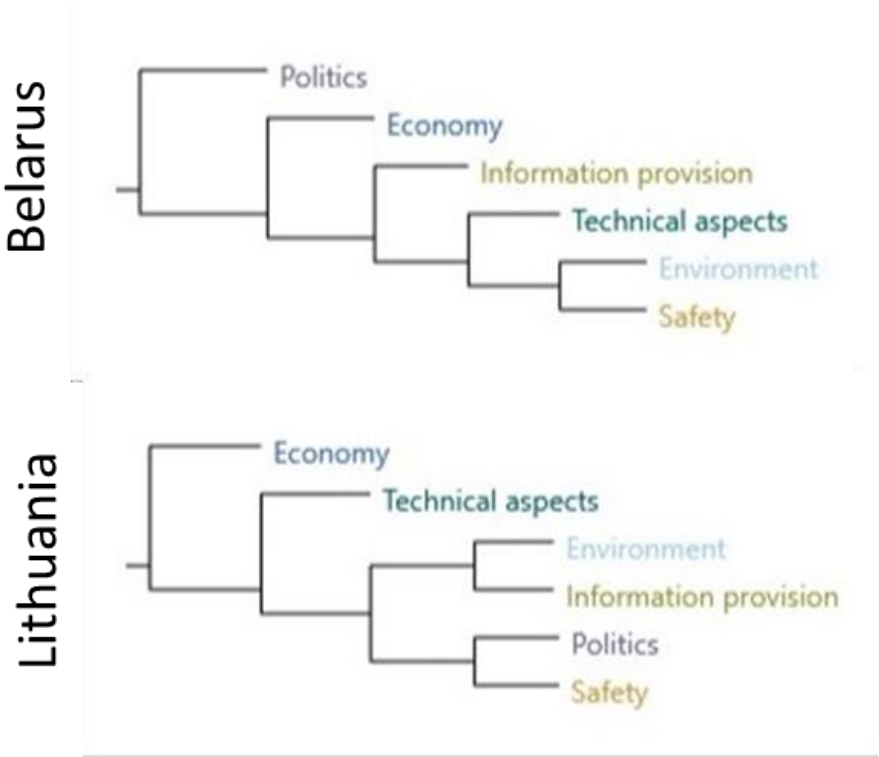 Belarus
Politics
Economy
Information provision
Technical aspects
Environment
Safety
Lithuania
Economy
Technical aspects
Environment
Information provision
Politics
Safety